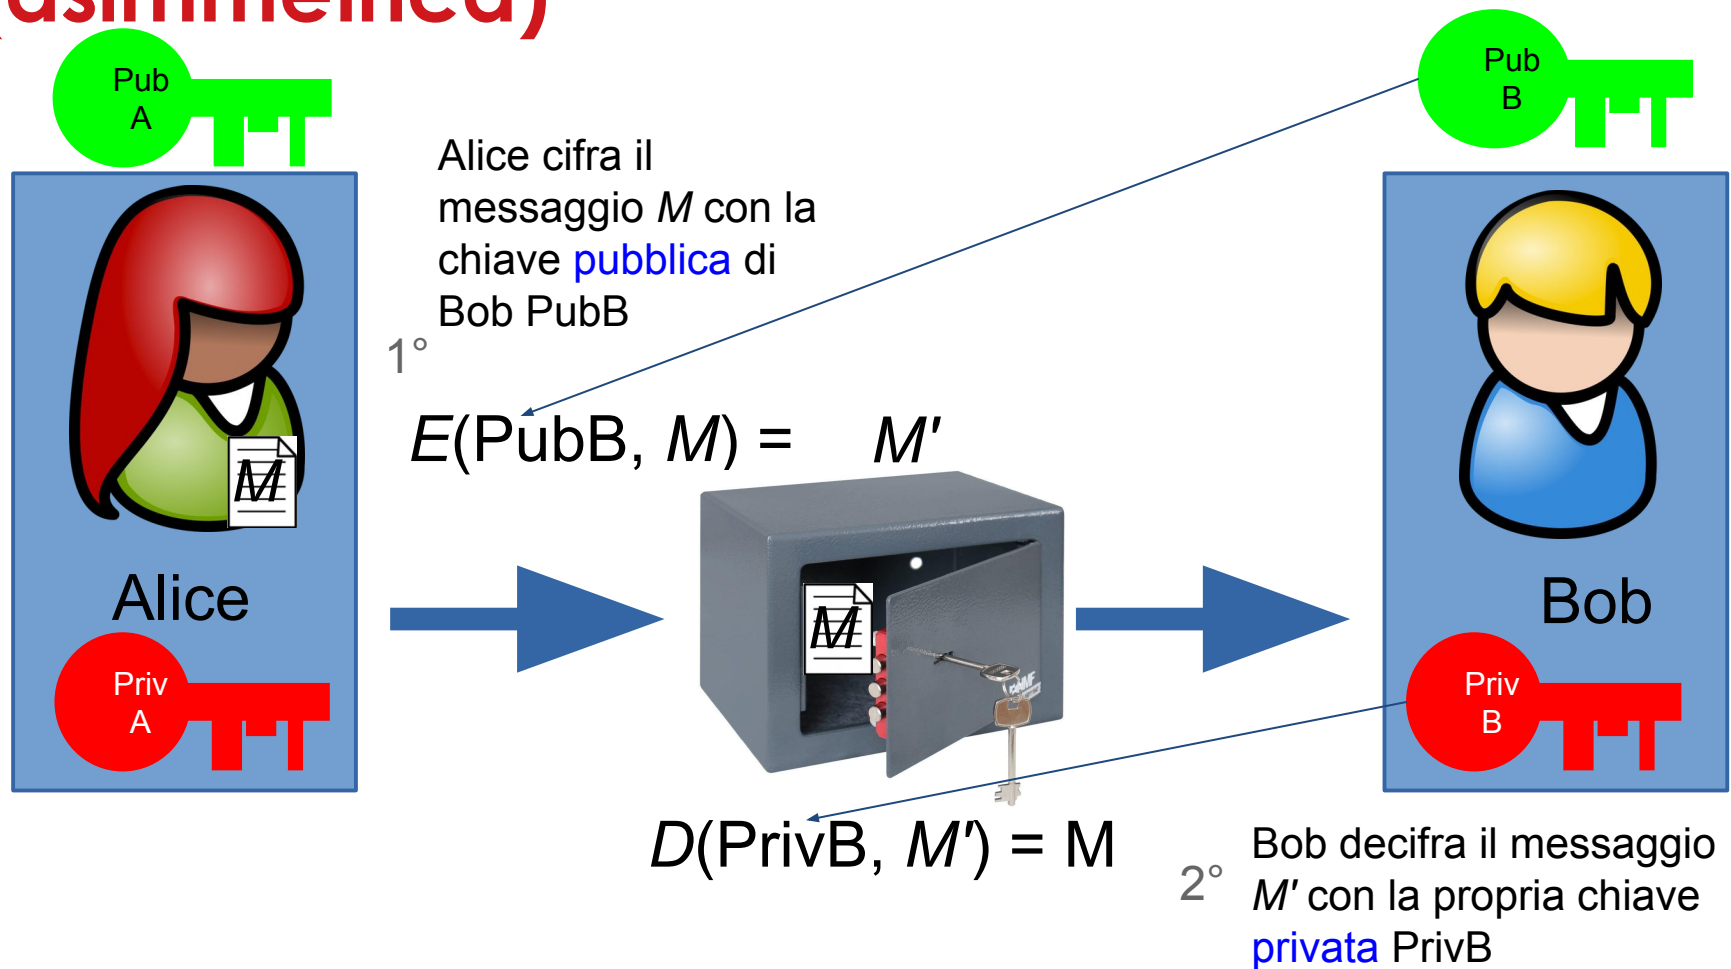 (asimmetrica)
Pub
A
Pub
B
Alice cifra il
messaggio M con la
chiave pubblica di
Bob PubB
1°
E(PubB, M) = M'
M
Alice
M
Bob
Priv
A
Priv
B
D(PrivB, M') = M
2°
Bob decifra il messaggio
M' con la propria chiave
privata PrivB